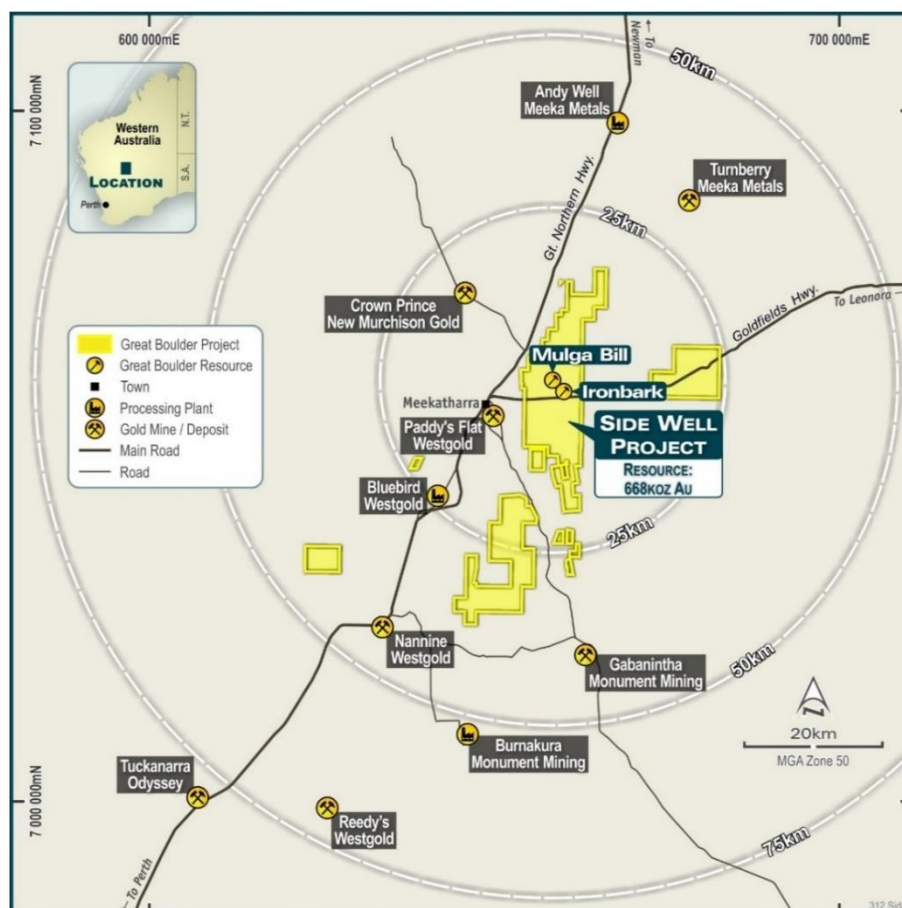 600 000mE
700 000mE
7 100 000mN
7 000 000mN
Western
Australia
N.T.
S.A.
LOCATION
Perth
← To
Newman
50km
Andy Well
Meeka Metals
Turnberry
Meeka Metals
Gt. Northern Hwy.
25km
Crown Prince
New Murchison Gold
Goldfields Hwy.
To Leonora →
Great Boulder Project
Great Boulder Resource
Town
Processing Plant
Gold Mine / Deposit
Main Road
Road
Mulga Bill
Ironbark
Meekatharra
Paddy's Flat
Westgold
SIDE WELL
PROJECT
RESOURCE:
668KOZ AU
Bluebird
Westgold
25km
Nannine
Westgold
Gabanintha
Monument Mining
50km
Burnakura
Monument Mining
20km
MGA Zone 50
Tuckanarra
Odyssey
Reedy's
Westgold
75km
← To Perth
312 Side